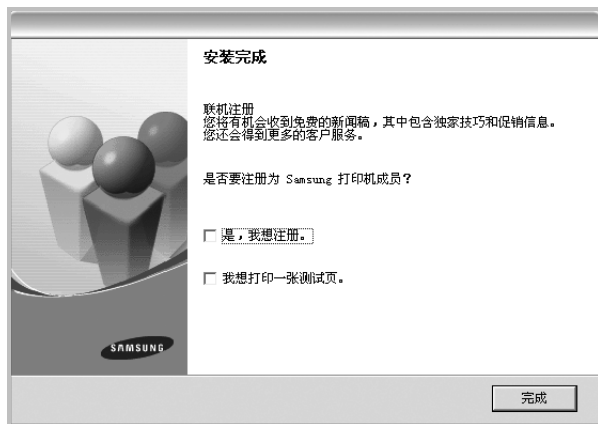 安装完成
联机注册
您将有机会收到免费的新闻稿，其中包含独家技巧和促销信息。
您还会得到更多的客户服务。
是否要注册为 Samsung 打印机成员？
是，我想注册。
我想打印一张测试页。
SAMSUNG
完成